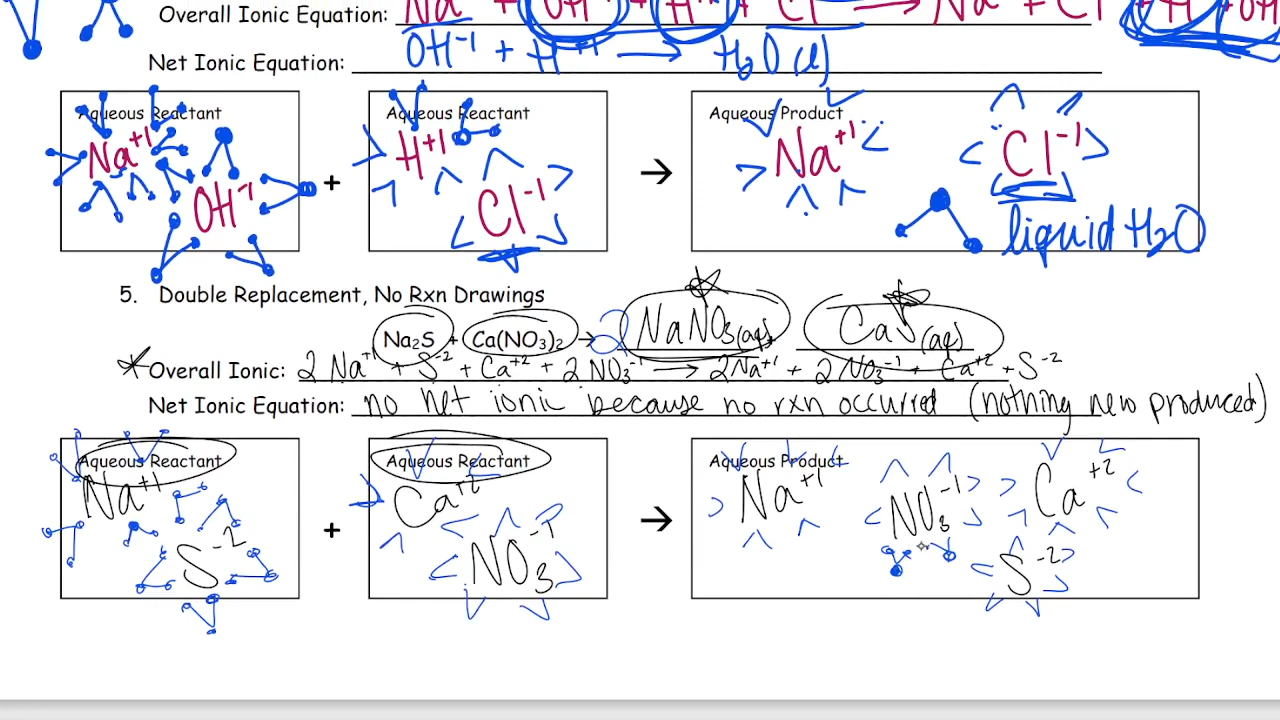 Overall Ionic Equation: Na + OH⁻¹ + H⁺¹ + Cl → Na + Cl + H + OH
Net Ionic Equation: OH⁻¹ + H⁺¹ → H₂O (l)
Aqueous Reactant Aqueous Reactant Aqueous Product
Na⁺¹ H⁺¹ Na⁺¹ Cl⁻¹
+ →
OH⁻¹ Cl⁻¹ liquid H₂O
5. Double Replacement, No Rxn Drawings
Na₂S + Ca(NO₃)₂ → 2 NaNO₃(aq) + CaS(aq)
Overall Ionic: 2 Na⁺¹ + S⁻² + Ca⁺² + 2 NO₃⁻¹ → 2Na⁺¹ + 2 NO₃⁻¹ + Ca⁺² + S⁻²
Net Ionic Equation: no net ionic because no rxn occurred (nothing new produced)
Aqueous Reactant Aqueous Reactant Aqueous Product
Na⁺¹ Ca⁺² Na⁺¹ NO₃⁻¹ Ca⁺²
+ →
S⁻² NO₃⁻¹ S⁻²